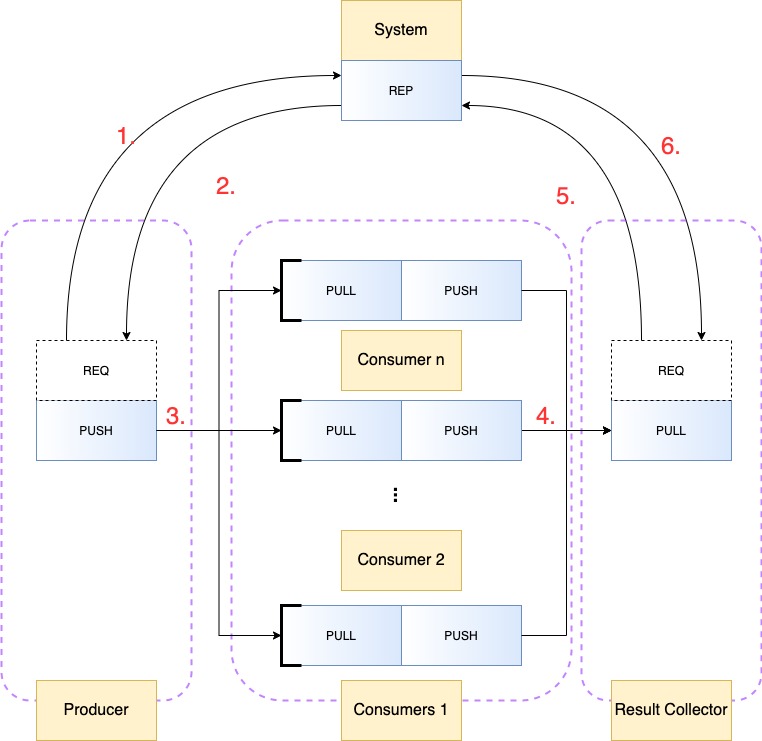 System
REP
1.
6.
2.
5.
PULL
PUSH
Consumer n
REQ
REQ
3.
PULL
PUSH
4.
PUSH
PULL
...
Consumer 2
PULL
PUSH
Producer
Consumers 1
Result Collector